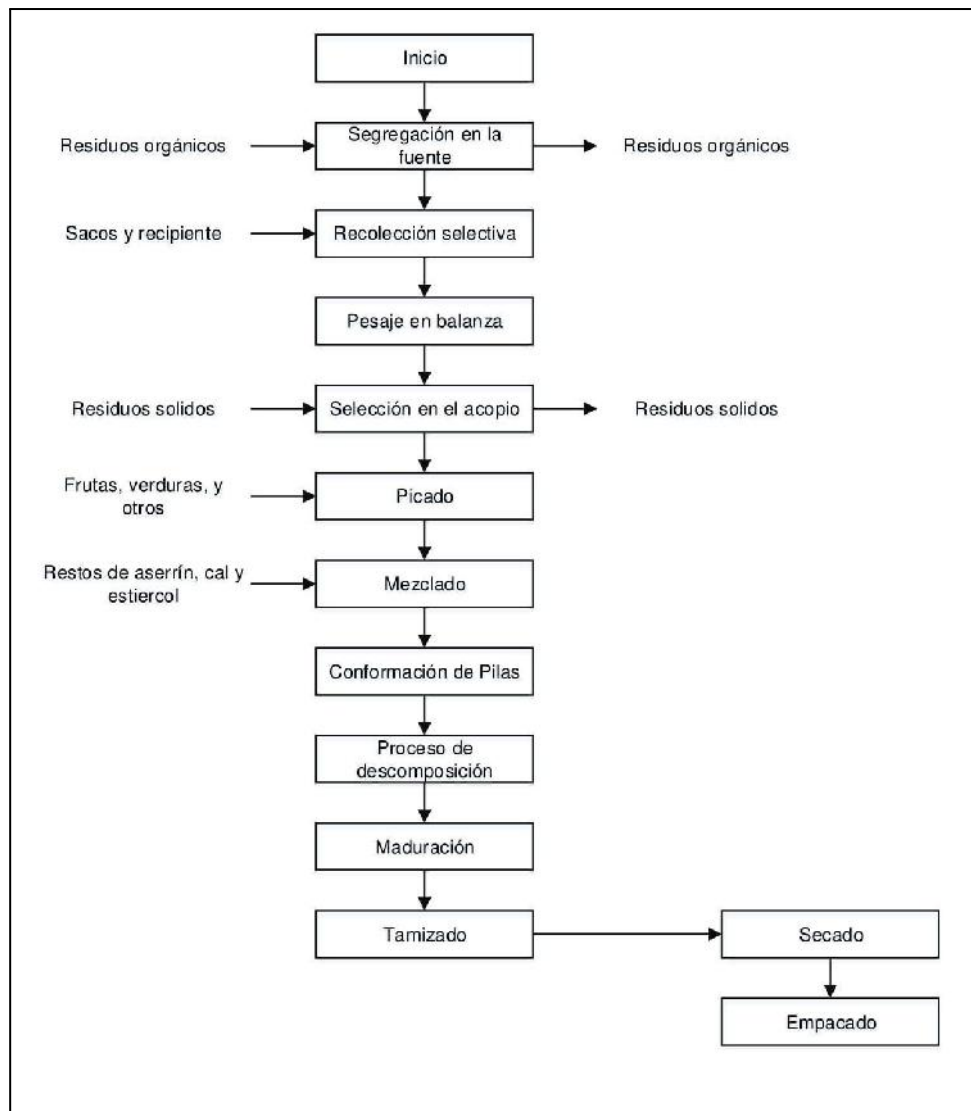 Inicio
Residuos orgánicos
Segregación en la
fuente
Residuos orgánicos
Sacos y recipiente
Recolección selectiva
Pesaje en balanza
Residuos solidos
Selección en el acopio
Residuos solidos
Frutas, verduras, y
otros
Picado
Restos de aserrín, cal y
estiercol
Mezclado
Conformación de Pilas
Proceso de
descomposición
Maduración
Tamizado
Secado
Empacado